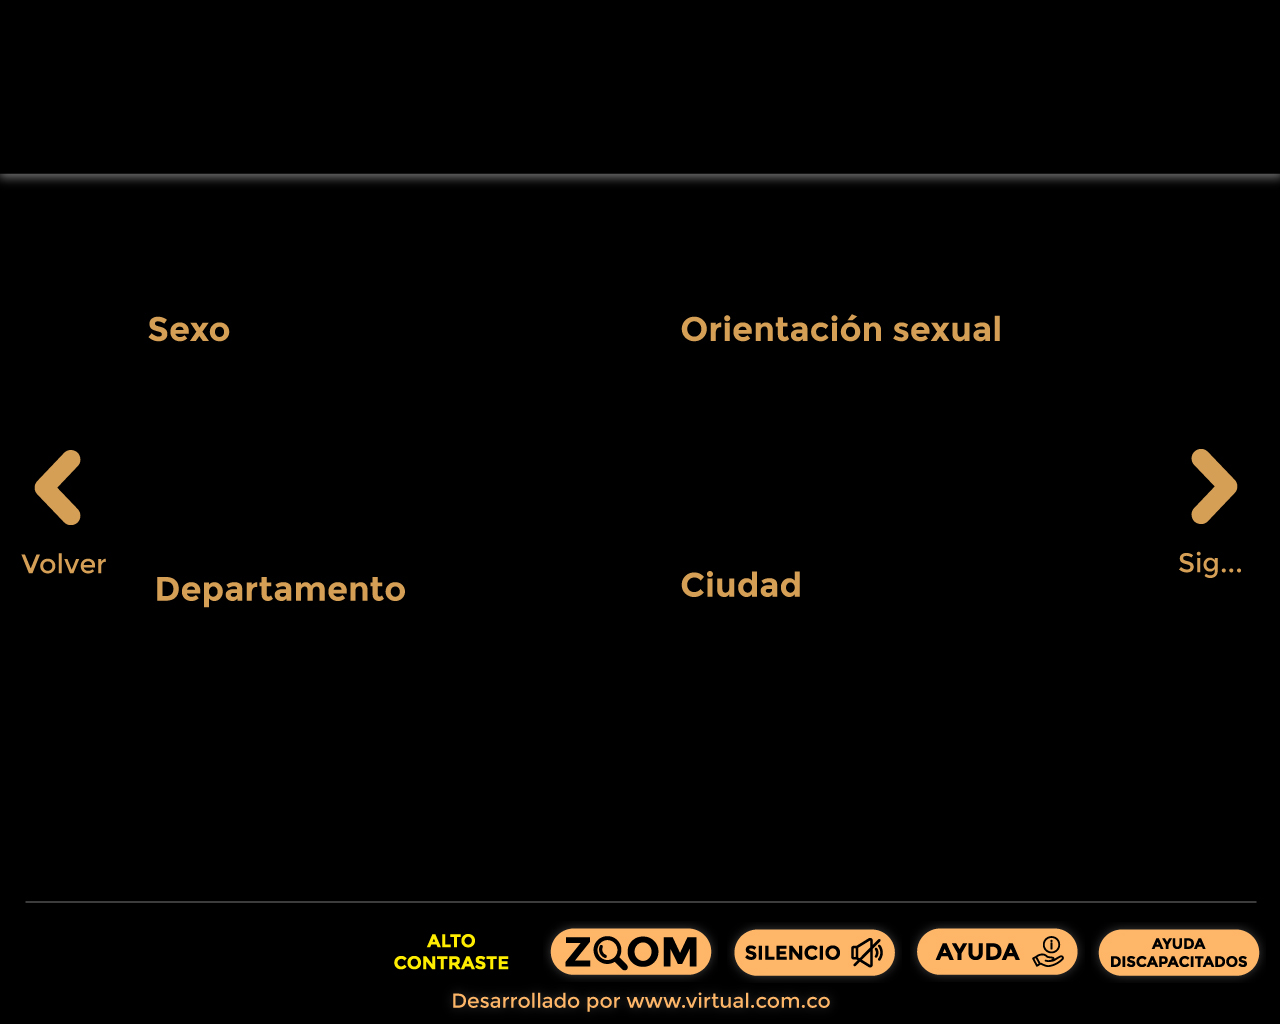 Sexo
Orientación sexual
Volver
Sig...
Departamento
Ciudad
ALTO
CONTRASTE
ZOOM
SILENCIO
AYUDA
AYUDA
DISCAPACITADOS
Desarrollado por www.virtual.com.co